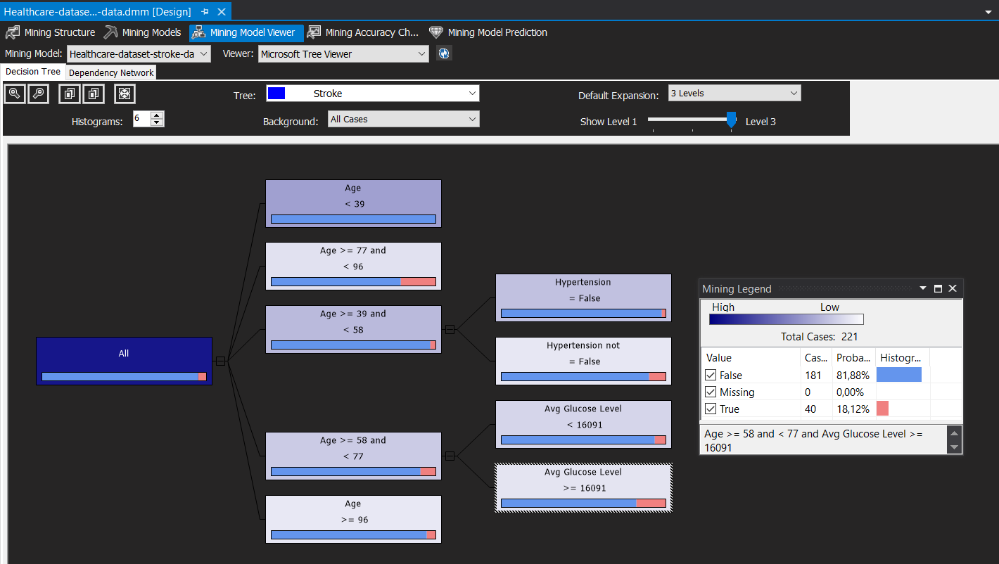 Healthcare-datase...-data.dmm [Design]
Mining Structure Mining Models Mining Model Viewer Mining Accuracy Ch... Mining Model Prediction
Mining Model: Healthcare-dataset-stroke-da Viewer: Microsoft Tree Viewer
Decision Tree Dependency Network
Tree: Stroke Default Expansion: 3 Levels
Histograms: 6 Background: All Cases Show Level 1 Level 3
All
Age
< 39
Age >= 77 and
< 96
Age >= 39 and
< 58
Age >= 58 and
< 77
Age
>= 96
Hypertension
= False
Hypertension not
= False
Avg Glucose Level
< 16091
Avg Glucose Level
>= 16091
Mining Legend
High Low
Total Cases: 221
Value Cas... Proba... Histogr...
False 181 81,88%
Missing 0 0,00%
True 40 18,12%
Age >= 58 and < 77 and Avg Glucose Level >=
16091